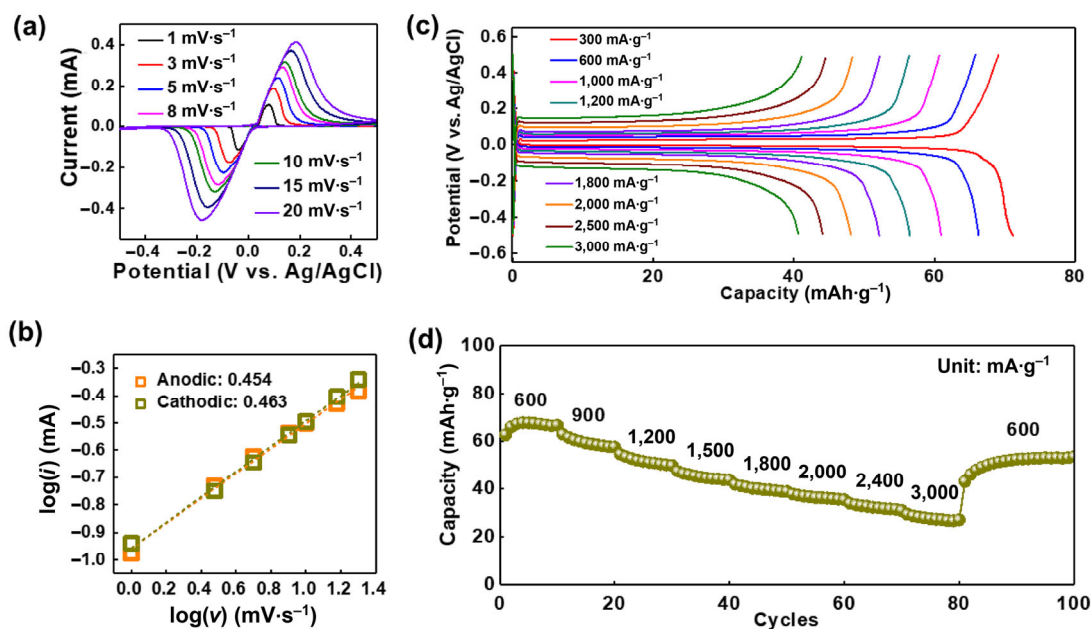 (a)
Current (mA)
0.4
0.2
0.0
−0.2
−0.4
1 mV·s⁻¹
3 mV·s⁻¹
5 mV·s⁻¹
8 mV·s⁻¹
10 mV·s⁻¹
15 mV·s⁻¹
20 mV·s⁻¹
−0.4 −0.2 0.0 0.2 0.4
Potential (V vs. Ag/AgCl)
(c)
Potential (V vs. Ag/AgCl)
0.6
0.4
0.2
0.0
−0.2
−0.4
−0.6
300 mA·g⁻¹
600 mA·g⁻¹
1,000 mA·g⁻¹
1,200 mA·g⁻¹
1,800 mA·g⁻¹
2,000 mA·g⁻¹
2,500 mA·g⁻¹
3,000 mA·g⁻¹
0 20 40 60 80
Capacity (mAh·g⁻¹)
(b)
log(i) (mA)
−0.3
−0.4
−0.5
−0.6
−0.7
−0.8
−0.9
−1.0
Anodic: 0.454
Cathodic: 0.463
0.0 0.2 0.4 0.6 0.8 1.0 1.2 1.4
log(v) (mV·s⁻¹)
(d)
Capacity (mAh·g⁻¹)
100
80
60
40
20
0
Unit: mA·g⁻¹
600
900
1,200
1,500
1,800
2,000
2,400
3,000
600
0 20 40 60 80 100
Cycles